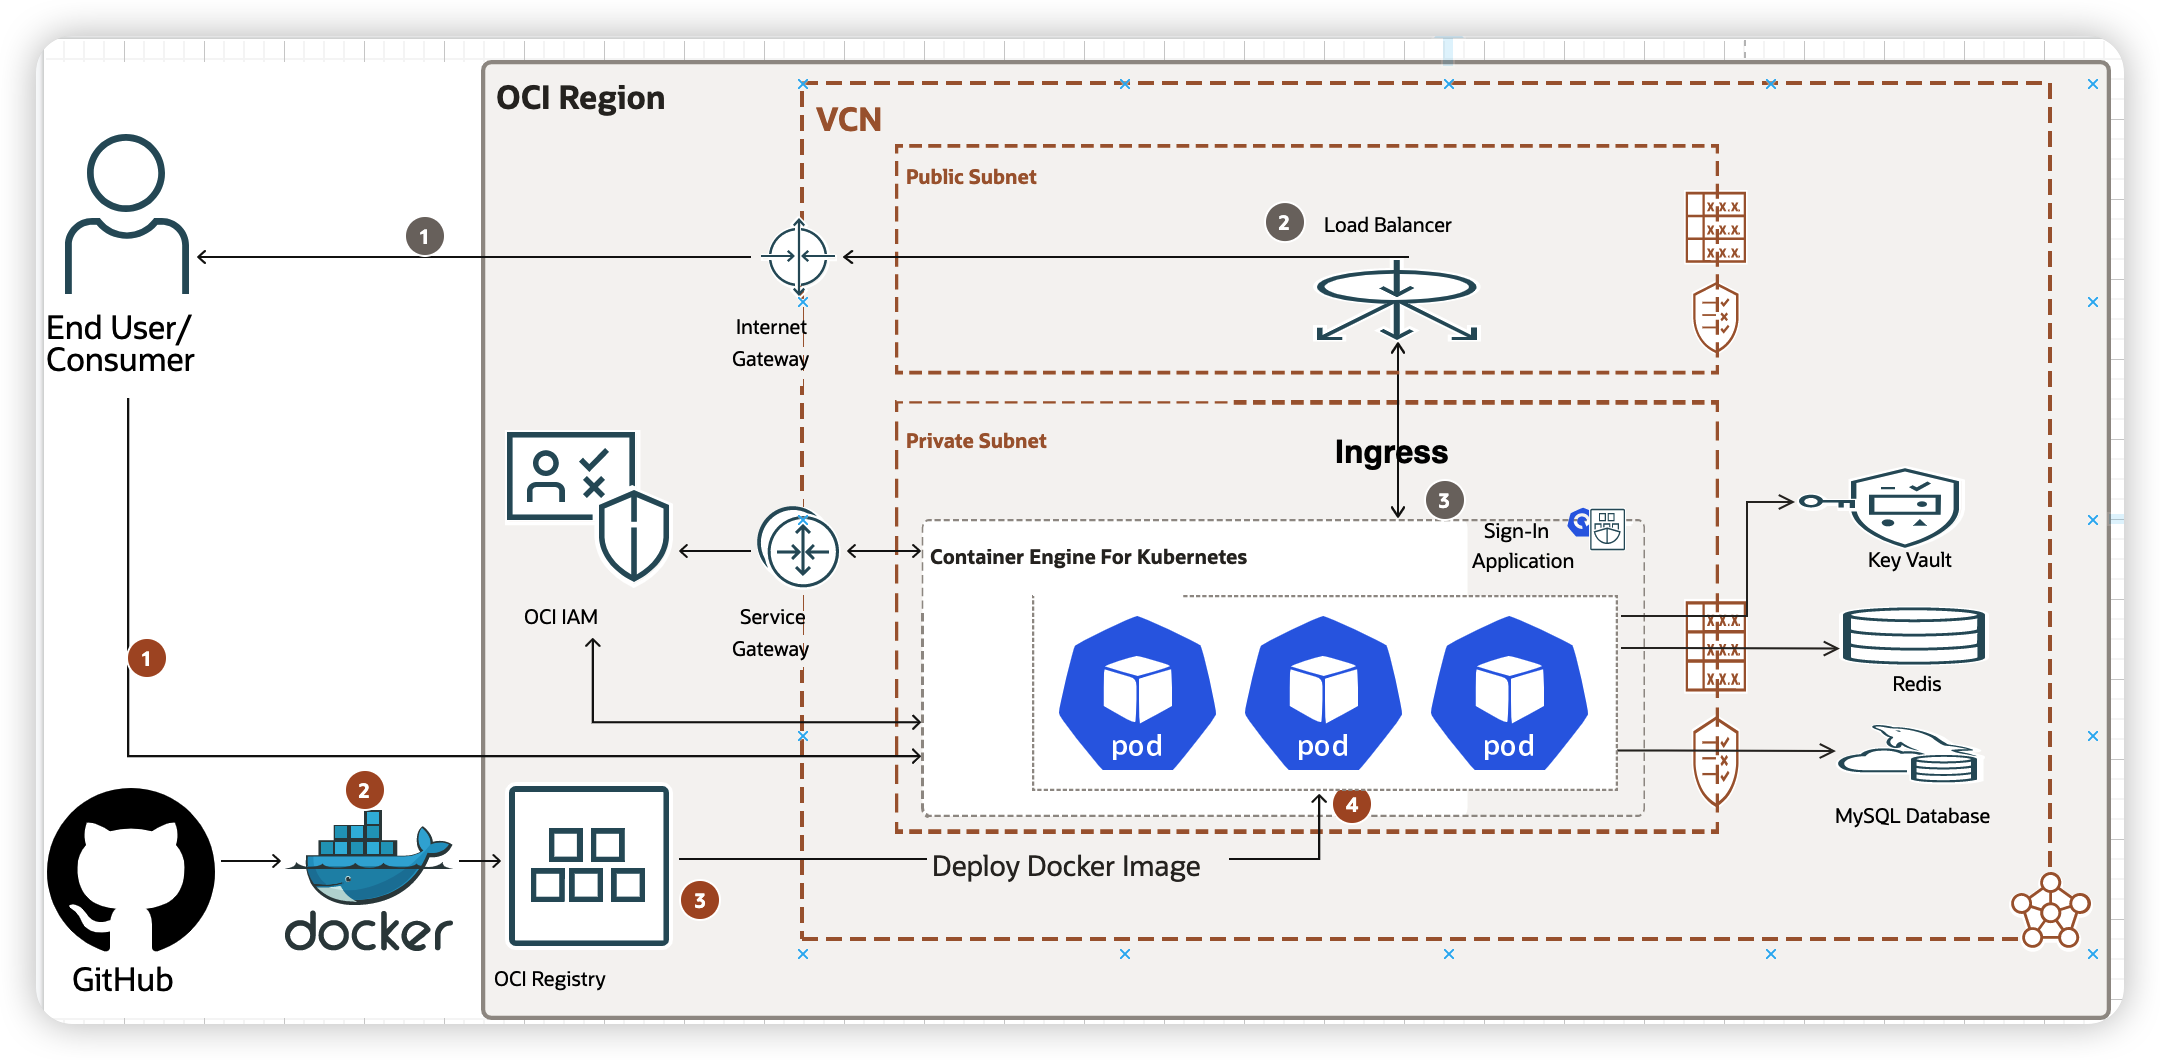 OCI Region
VCN
Public Subnet
1
2
Load Balancer
X.X.X.
X.X.X.
X.X.X.
End User/
Consumer
Internet
Gateway
Private Subnet
Ingress
3
Sign-In
Application
Container Engine For Kubernetes
Key Vault
OCI IAM
Service
Gateway
X.X.X.
X.X.X.
X.X.X.
Redis
1
pod
pod
pod
2
4
MySQL Database
Deploy Docker Image
3
docker
GitHub
OCI Registry